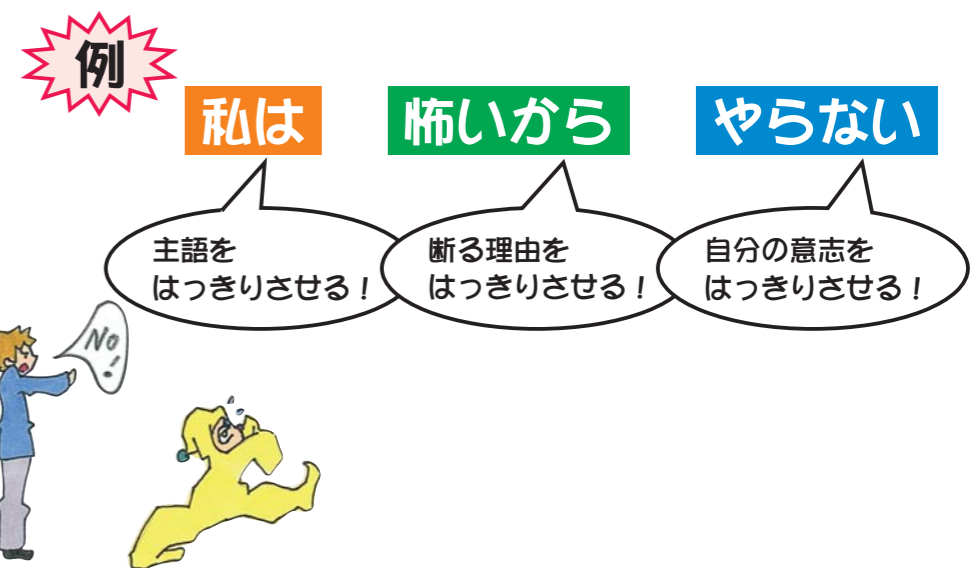 例
私は 怖いから やらない
主語を
はっきりさせる！
断る理由を
はっきりさせる！
自分の意志を
はっきりさせる！
NO!